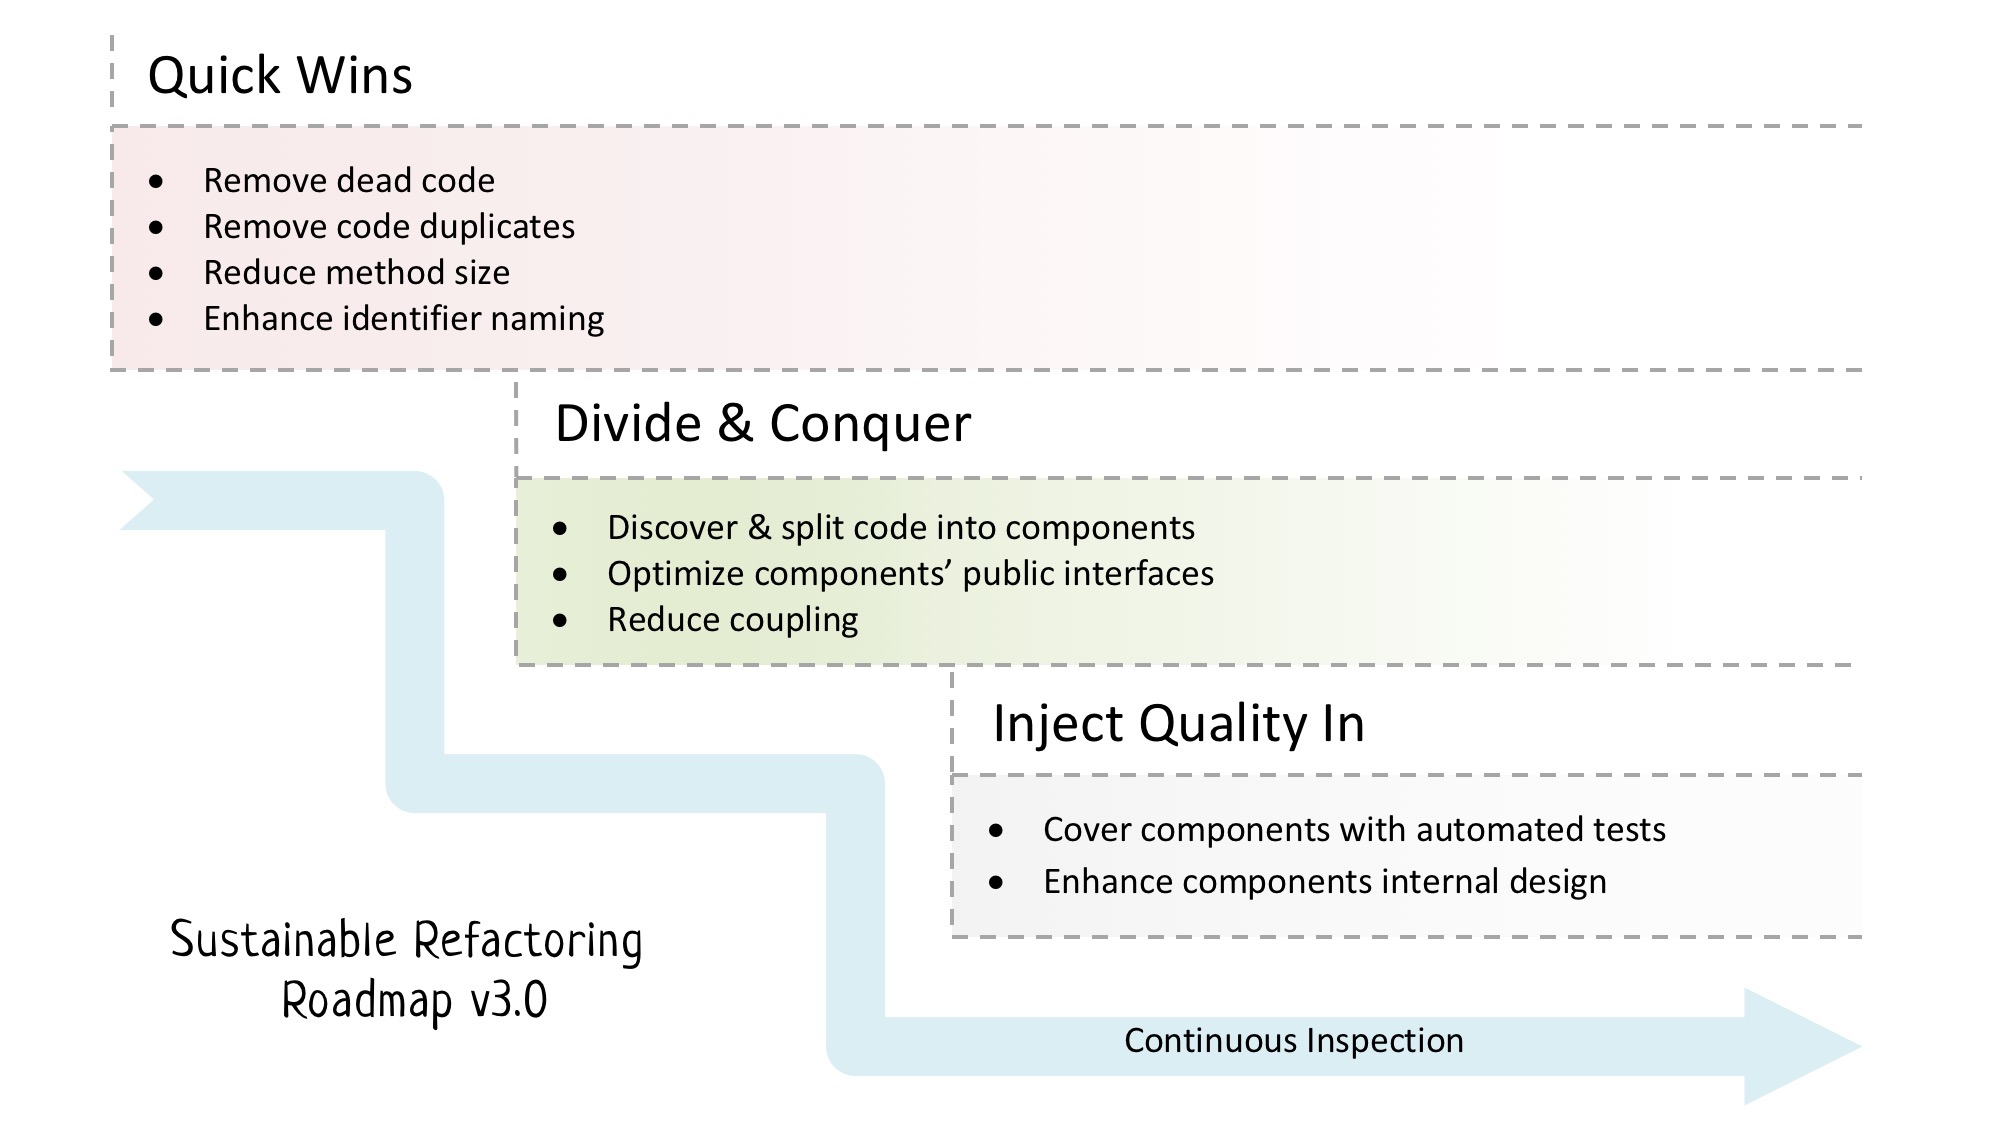 Quick Wins
• Remove dead code
• Remove code duplicates
• Reduce method size
• Enhance identifier naming
Divide & Conquer
• Discover & split code into components
• Optimize components’ public interfaces
• Reduce coupling
Inject Quality In
• Cover components with automated tests
• Enhance components internal design
Sustainable Refactoring
Roadmap v3.0
Continuous Inspection